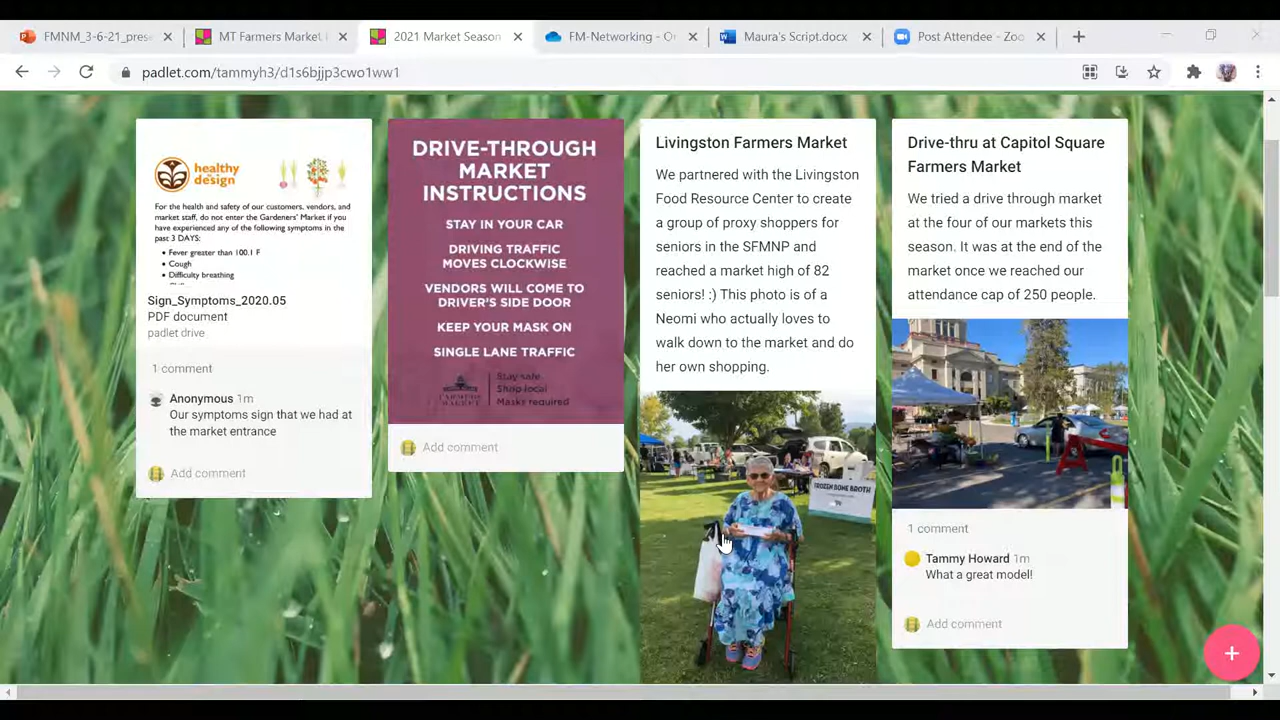 FMNM_3-6-21_pres
MT Farmers Market
2021 Market Season
FM-Networking - On
Maura's Script.docx
Post Attendee - Zoo
padlet.com/tammyh3/d1s6bjjp3cwo1ww1
healthy
design
For the health and safety of our customers, vendors, and
market staff, do not enter the Gardeners' Market if you
have experienced any of the following symptoms in the
past 3 DAYS:
• Fever greater than 100.1 F
• Cough
• Difficulty breathing
Sign_Symptoms_2020.05
PDF document
padlet drive
1 comment
Anonymous 1m
Our symptoms sign that we had at
the market entrance
Add comment
DRIVE-THROUGH
MARKET
INSTRUCTIONS
STAY IN YOUR CAR
DRIVING TRAFFIC
MOVES CLOCKWISE
VENDORS WILL COME TO
DRIVER'S SIDE DOOR
KEEP YOUR MASK ON
SINGLE LANE TRAFFIC
FARMERS
MARKET
Stay safe
Shop local
Masks required
Add comment
Livingston Farmers Market
We partnered with the Livingston
Food Resource Center to create
a group of proxy shoppers for
seniors in the SFMNP and
reached a market high of 82
seniors! :) This photo is of a
Neomi who actually loves to
walk down to the market and do
her own shopping.
FROZEN BONE BROTH
Drive-thru at Capitol Square
Farmers Market
We tried a drive through market
at the four of our markets this
season. It was at the end of the
market once we reached our
attendance cap of 250 people.
1 comment
Tammy Howard 1m
What a great model!
Add comment